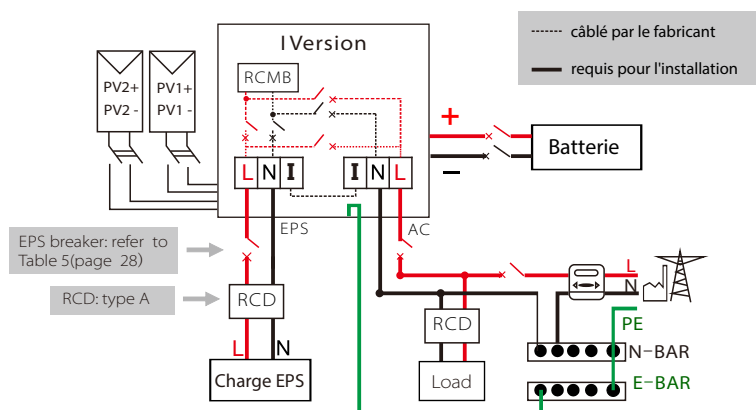 I Version
câblé par le fabricant
requis pour l'installation
RCMB
PV2+
PV2 -
PV1+
PV1 -
+
−
Batterie
L N I
I N L
EPS
AC
EPS breaker: refer to
Table 5(page 28)
RCD: type A
RCD
L
N
Charge EPS
RCD
Load
L
N
PE
N-BAR
E-BAR